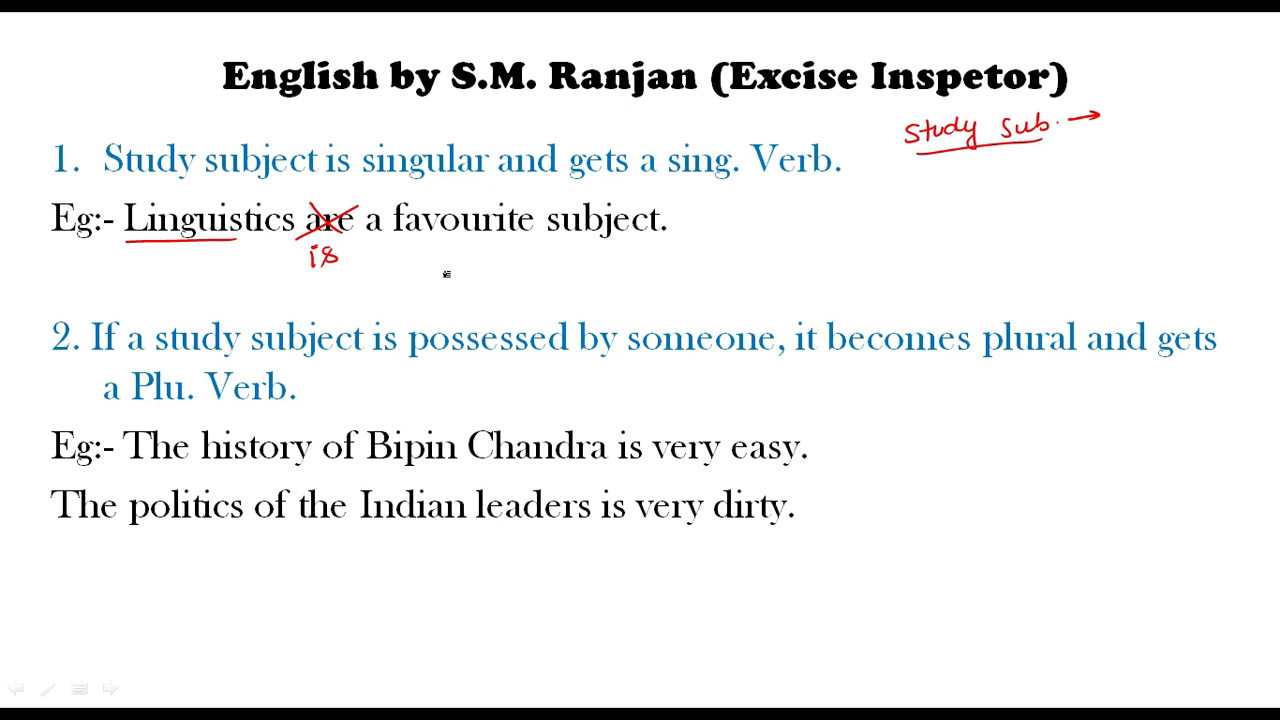 English by S.M. Ranjan (Excise Inspetor)
Study Sub. →
1. Study subject is singular and gets a sing. Verb.
Eg:- Linguistics are a favourite subject.
is
2. If a study subject is possessed by someone, it becomes plural and gets
a Plu. Verb.
Eg:- The history of Bipin Chandra is very easy.
The politics of the Indian leaders is very dirty.